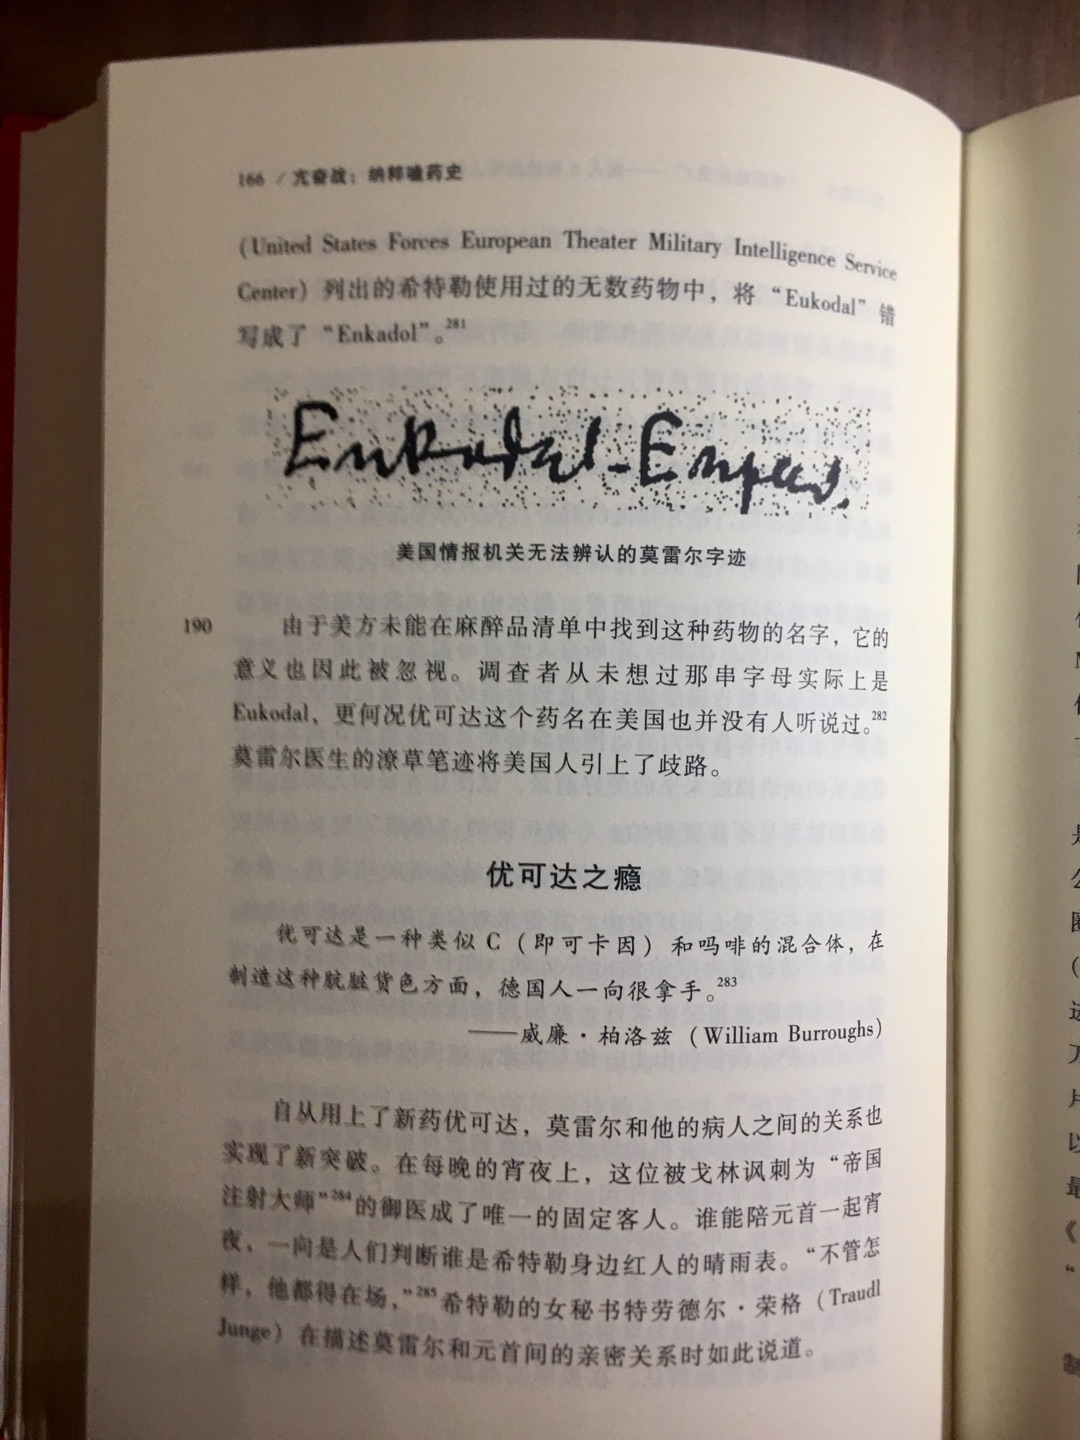 166 / 亢奋战：纳粹嗑药史
(United States Forces European Theater Military Intelligence Service
Center）列出的希特勒使用过的无数药物中，将“Eukodal”错
写成了“Enkadol”。281
Eukodal-Eupav.
美国情报机关无法辨认的莫雷尔字迹
190 由于美方未能在麻醉品清单中找到这种药物的名字，它的
意义也因此被忽视。调查者从未想过那串字母实际上是
Eukodal，更何况优可达这个药名在美国也并没有人听说过。282
莫雷尔医生的潦草笔迹将美国人引上了歧路。
优可达之瘾
优可达是一种类似 C（即可卡因）和吗啡的混合体，在
制造这种肮脏货色方面，德国人一向很拿手。283
——威廉·柏洛兹（William Burroughs）
自从用上了新药优可达，莫雷尔和他的病人之间的关系也
实现了新突破。在每晚的宵夜上，这位被戈林讽刺为“帝国
注射大师”284的御医成了唯一的固定客人。谁能陪元首一起宵
夜，一向是人们判断谁是希特勒身边红人的晴雨表。“不管怎
样，他都得在场，”285希特勒的女秘书特劳德尔·荣格（Traudl
Junge）在描述莫雷尔和元首间的亲密关系时如此说道。